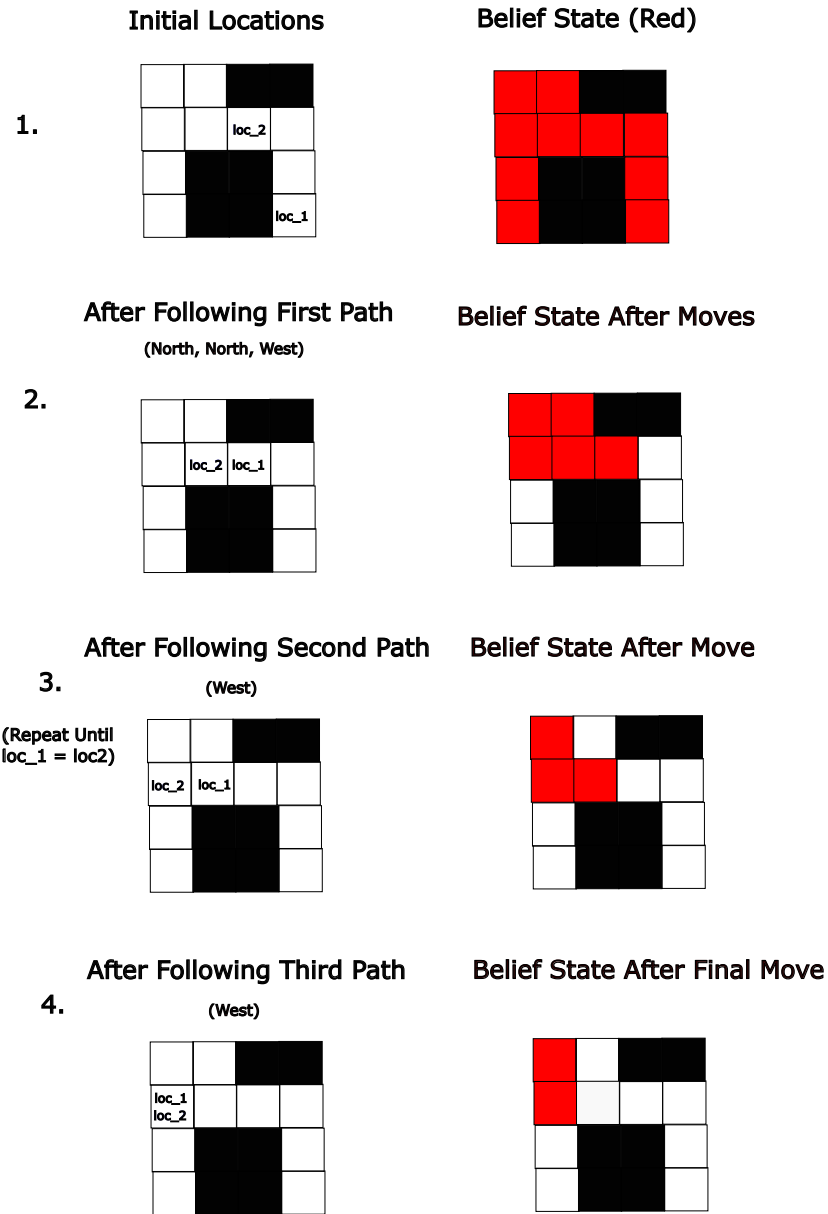 Initial Locations
Belief State (Red)
1.
loc_2
loc_1
After Following First Path
(North, North, West)
Belief State After Moves
2.
loc_2
loc_1
After Following Second Path
(West)
Belief State After Move
3.
(Repeat Until
loc_1 = loc2)
loc_2
loc_1
After Following Third Path
(West)
Belief State After Final Move
4.
loc_1
loc_2